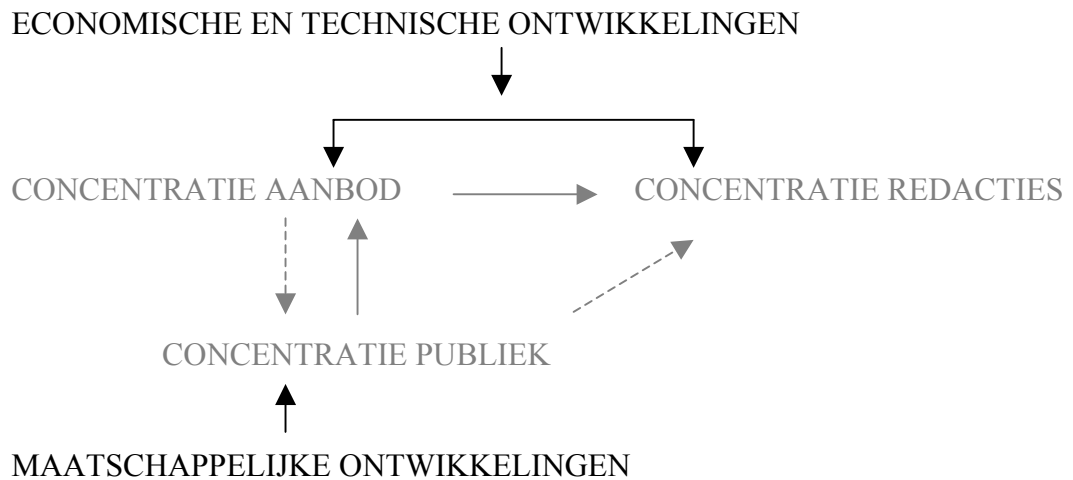 ECONOMISCHE EN TECHNISCHE ONTWIKKELINGEN
CONCENTRATIE AANBOD
CONCENTRATIE REDACTIES
CONCENTRATIE PUBLIEK
MAATSCHAPPELIJKE ONTWIKKELINGEN